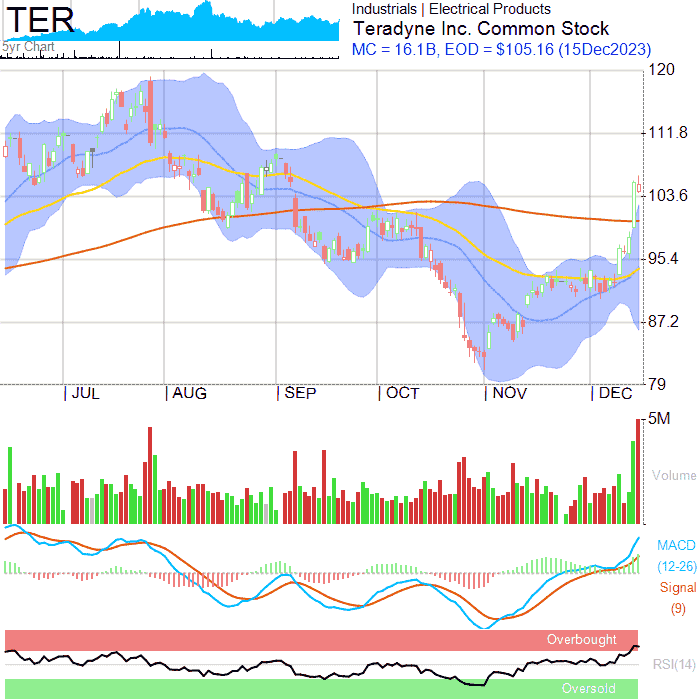 TER
5yr Chart
Industrials | Electrical Products
Teradyne Inc. Common Stock
MC = 16.1B, EOD = $105.16 (15Dec2023)
120
111.8
103.6
95.4
87.2
79
JUL AUG SEP OCT NOV DEC
5M
Volume
MACD
(12-26)
Signal
(9)
Overbought
RSI(14)
Oversold